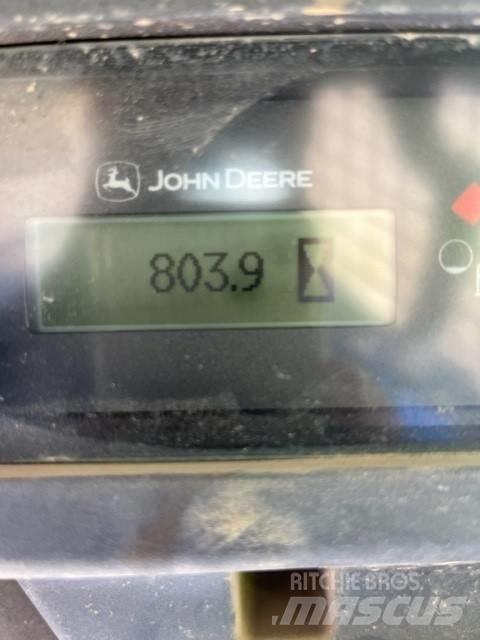 JOHN DEERE
803.9
RITCHIE BROS.
MASCUS